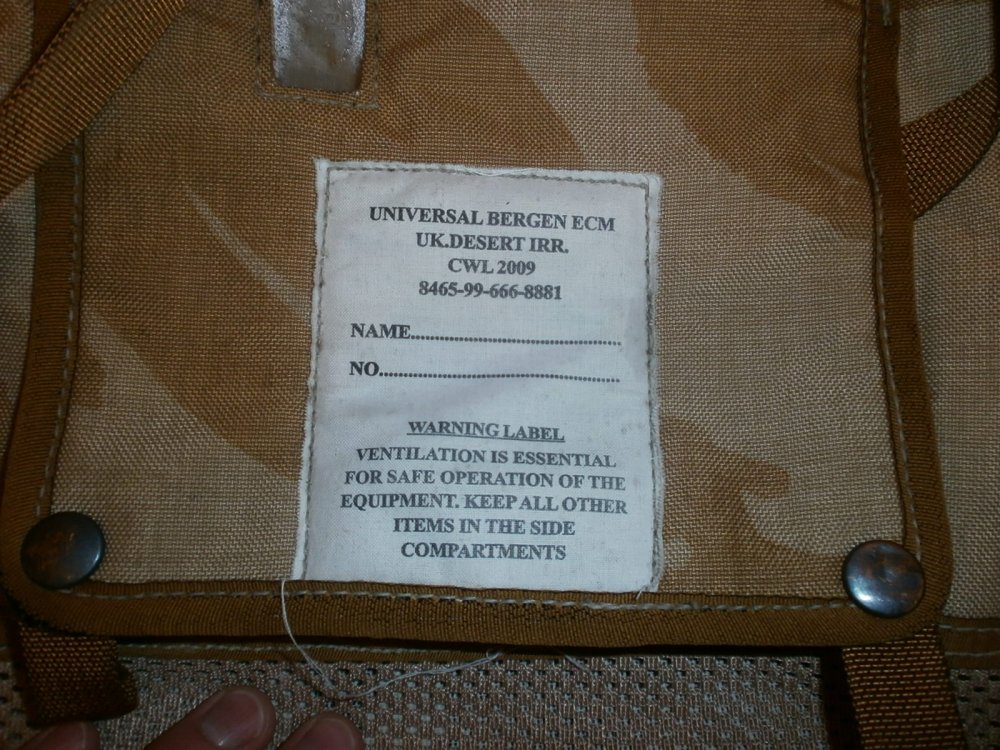 UNIVERSAL BERGEN ECM
UK.DESERT IRR.
CWL 2009
8465-99-666-8881
NAME..........................................
NO................................................
WARNING LABEL
VENTILATION IS ESSENTIAL
FOR SAFE OPERATION OF THE
EQUIPMENT. KEEP ALL OTHER
ITEMS IN THE SIDE
COMPARTMENTS